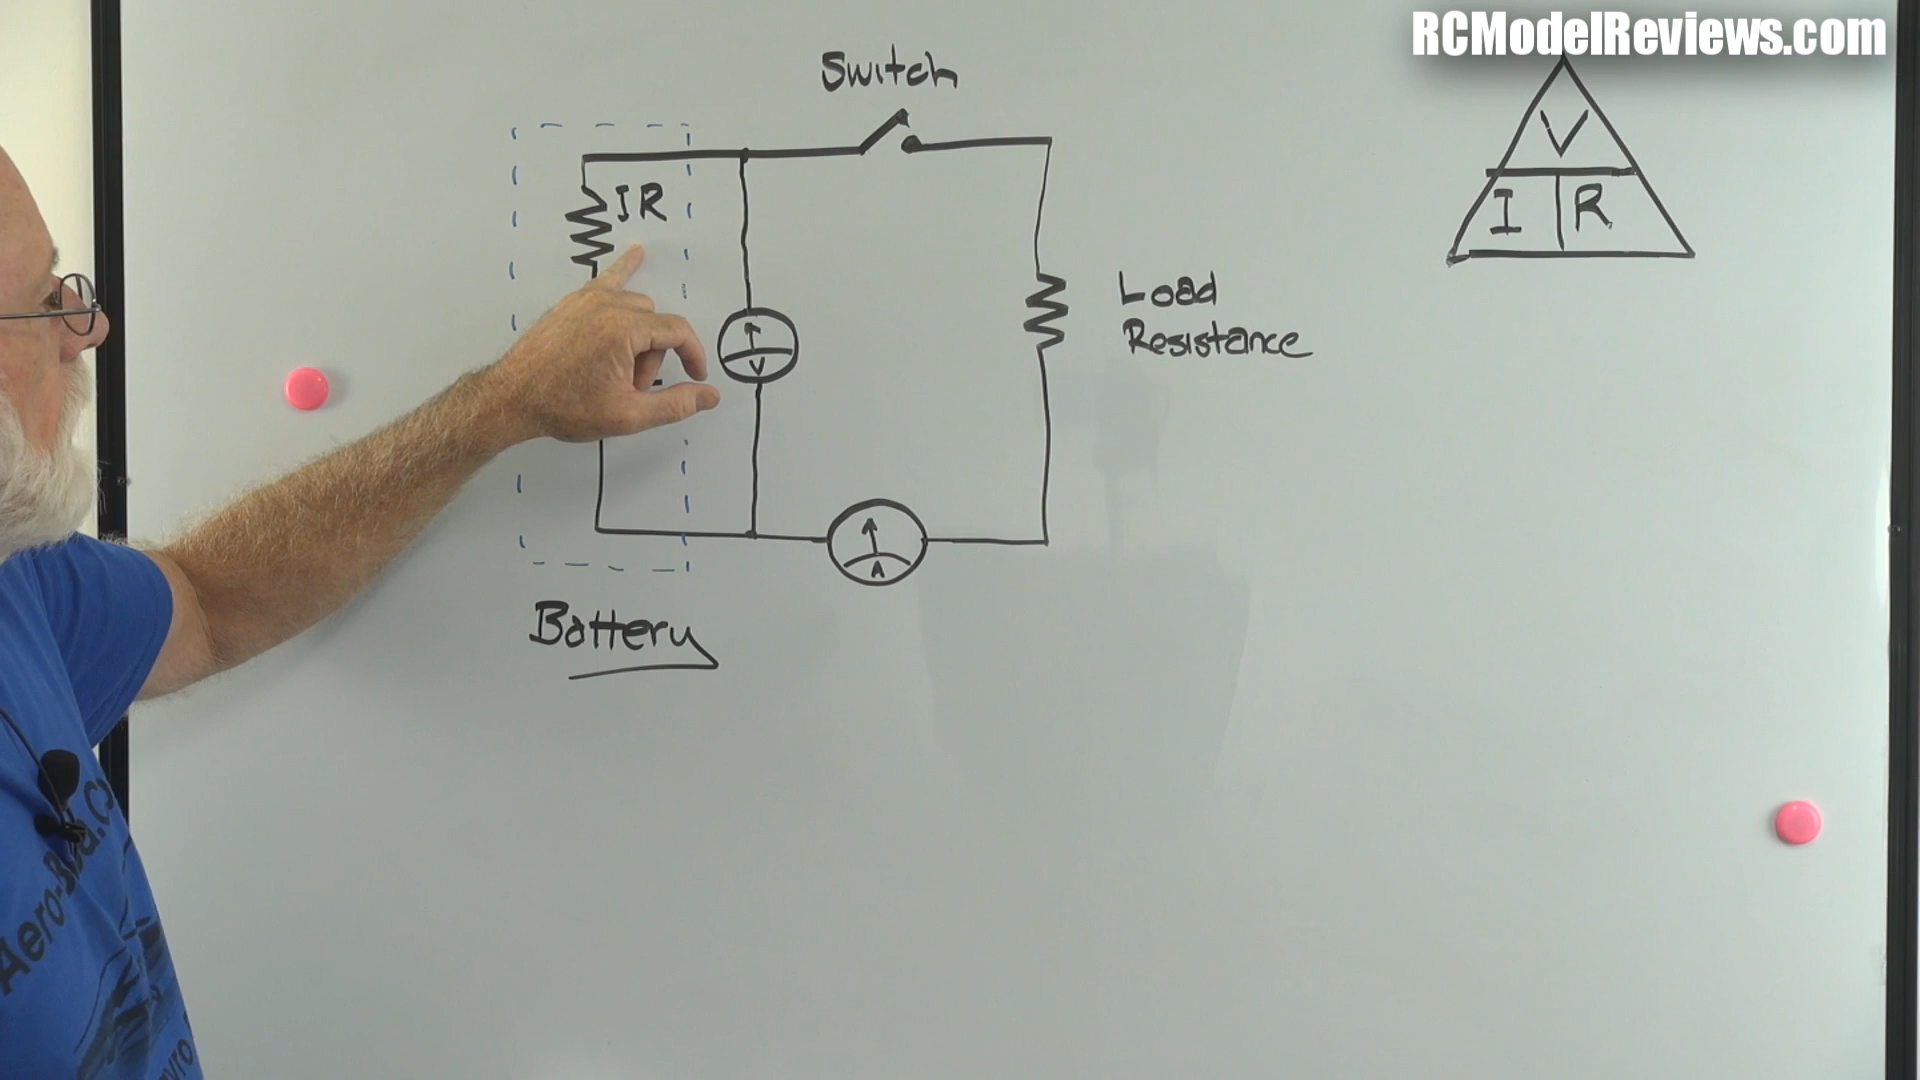 RCModelReviews.com
Switch
V
I R
IR
Load
Resistance
V
A
Battery